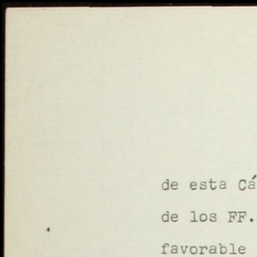 de esta Cá
de los FF.
favorable